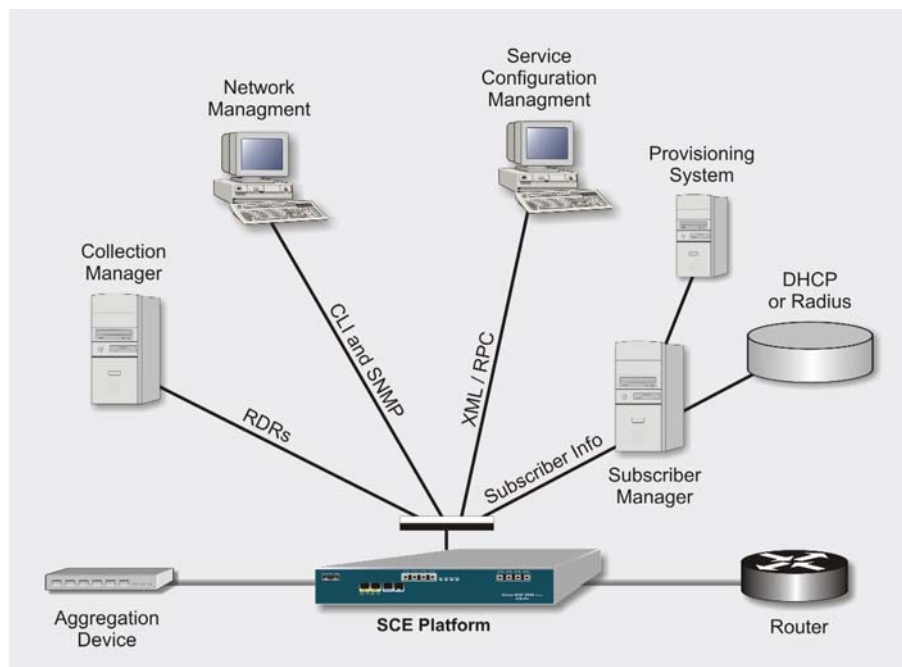 Network
Managment
Service
Configuration
Managment
Provisioning
System
Collection
Manager
DHCP
or Radius
CLI and SNMP
XML / RPC
RDRs
Subscriber Info
Subscriber
Manager
Aggregation
Device
SCE Platform
Router